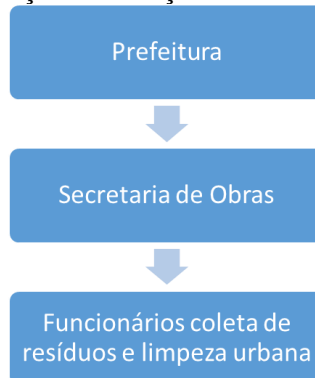 Prefeitura
Secretaria de Obras
Funcionários coleta de
resíduos e limpeza urbana